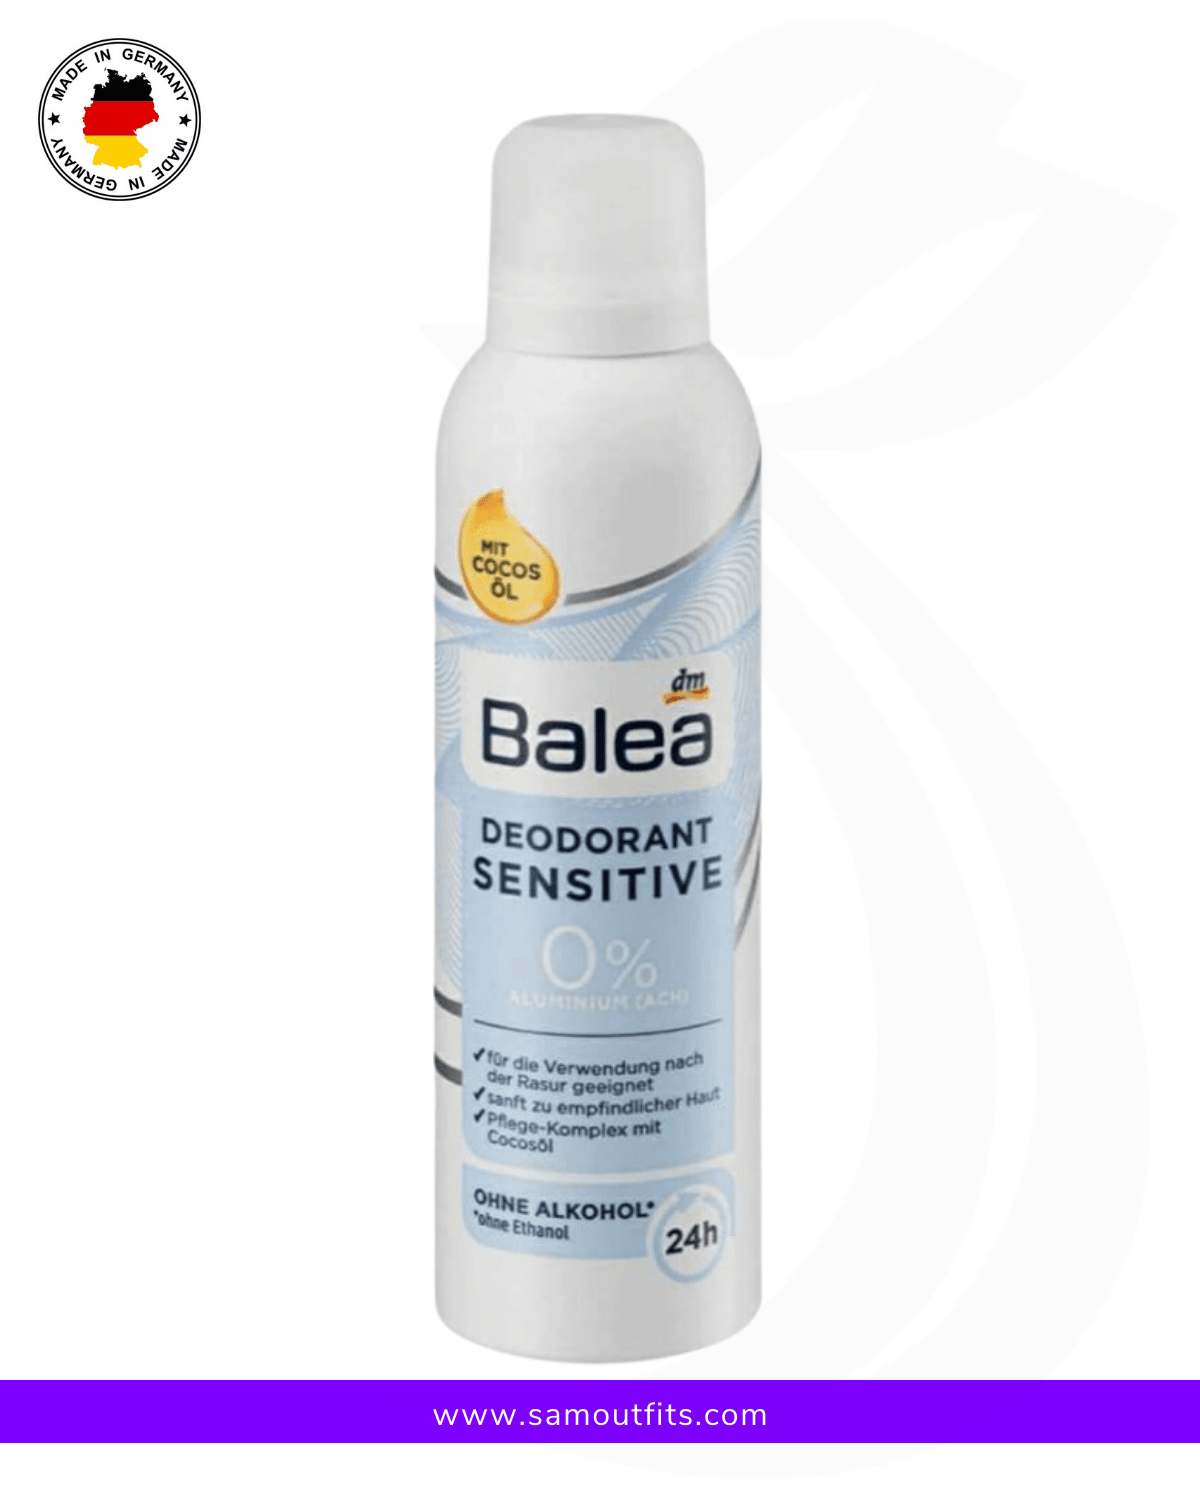 MADE IN GERMANY
MADE IN GERMANY
MIT
COCOS
ÖL
dm
Balea
DEODORANT
SENSITIVE
0%
ALUMINIUM (ACH)
✔für die Verwendung nach
der Rasur geeignet
✔sanft zu empfindlicher Haut
✔Pflege-Komplex mit
Cocosöl
OHNE ALKOHOL*
*ohne Ethanol
24h
www.samoutfits.com